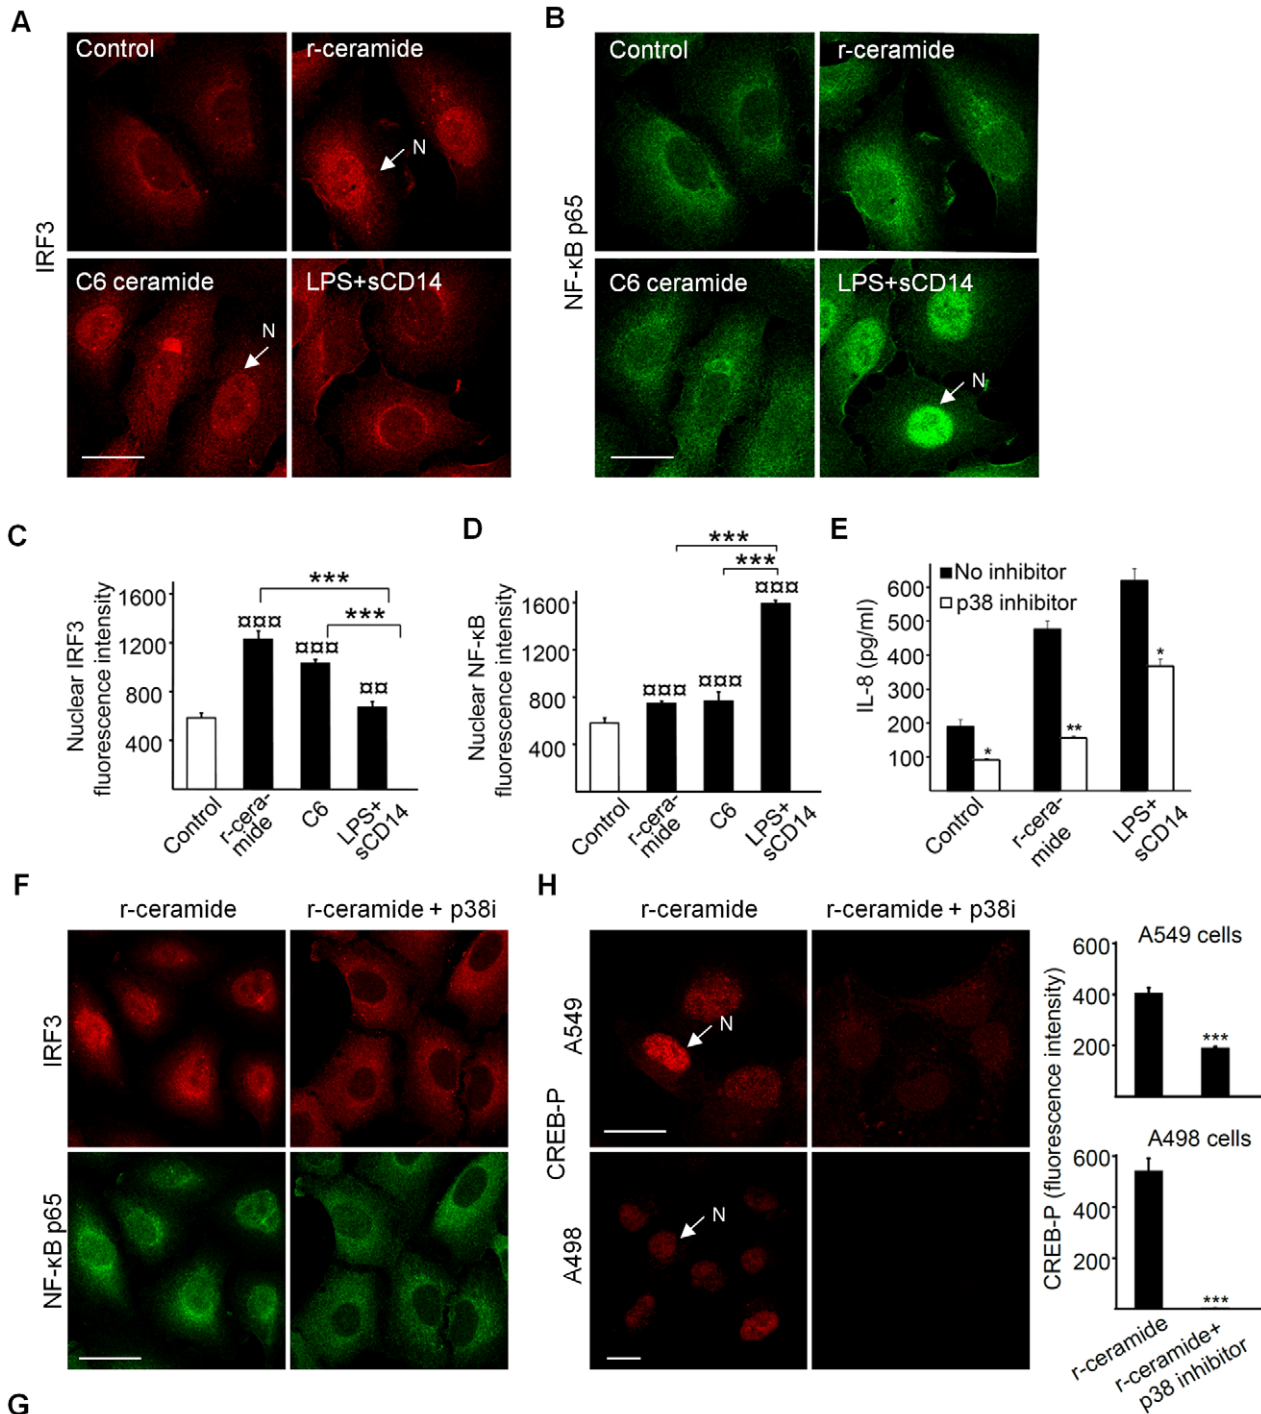 A
Control
r-ceramide
N
IRF3
C6 ceramide
LPS+sCD14
N
B
Control
r-ceramide
NF-κB p65
C6 ceramide
LPS+sCD14
N
C
Nuclear IRF3
fluorescence intensity
1600
1200
800
400
***
***
¤¤¤
¤¤¤
¤¤
Control
r-cera-
mide
C6
LPS+
sCD14
D
Nuclear NF-κB
fluorescence intensity
1600
1200
800
400
***
***
¤¤¤
¤¤¤
¤¤¤
Control
r-cera-
mide
C6
LPS+
sCD14
E
IL-8 (pg/ml)
600
500
400
300
200
100
No inhibitor
p38 inhibitor
*
**
*
Control
r-cera-
mide
LPS+
sCD14
F
r-ceramide
r-ceramide + p38i
IRF3
NF-κB p65
H
r-ceramide
r-ceramide + p38i
CREB-P
A549
N
A498
N
CREB-P (fluorescence intensity)
A549 cells
600
400
200
***
A498 cells
600
400
200
***
r-ceramide
r-ceramide+
p38 inhibitor
G